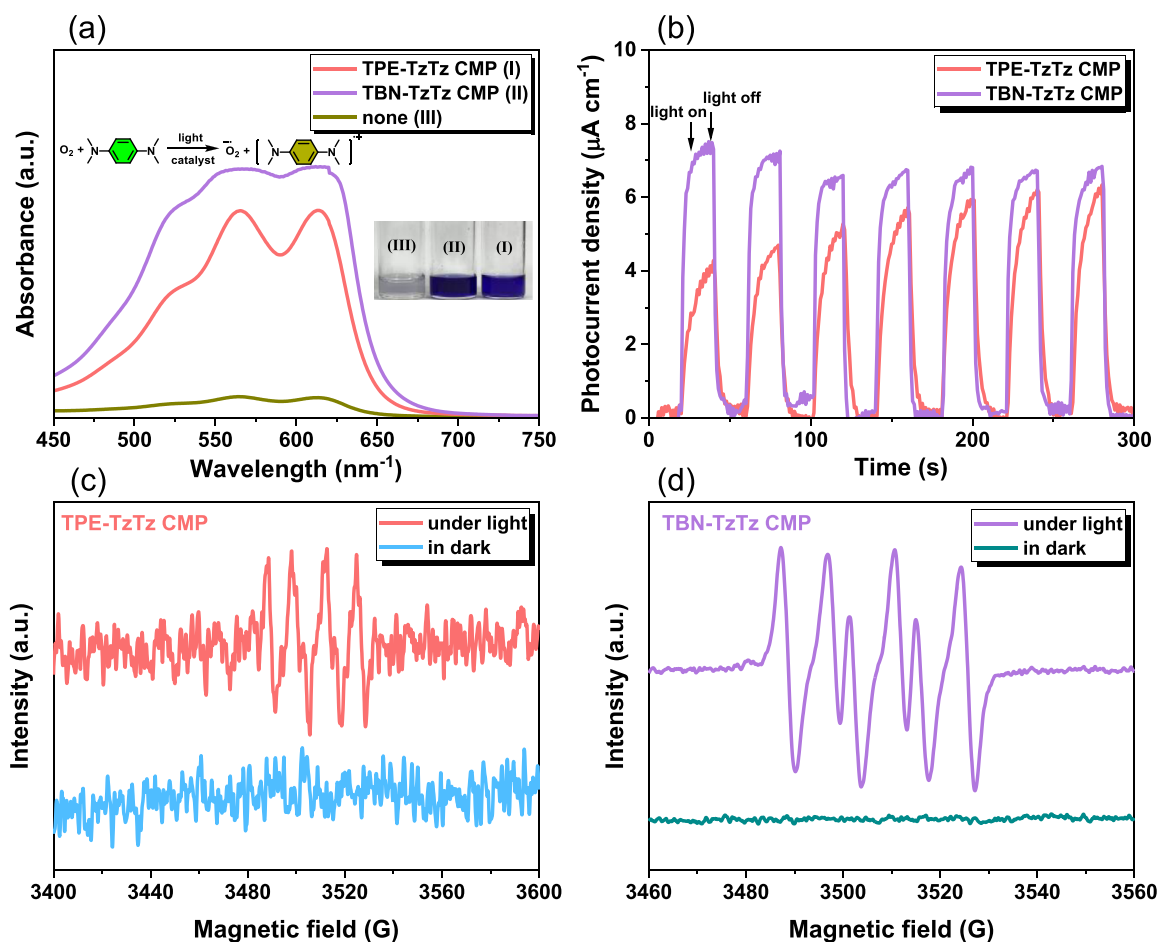 (a)
TPE-TzTz CMP (I)
TBN-TzTz CMP (II)
none (III)
O2 + N N light catalyst O2 + [ N N ]
(III) (II) (I)
Absorbance (a.u.)
450 500 550 600 650 700 750
Wavelength (nm-1)
(b)
TPE-TzTz CMP
TBN-TzTz CMP
light off
light on
Photocurrent density (μA cm-1)
10
8
6
4
2
0
0 100 200 300
Time (s)
(c)
TPE-TzTz CMP
under light
in dark
Intensity (a.u.)
3400 3440 3480 3520 3560 3600
Magnetic field (G)
(d)
TBN-TzTz CMP
under light
in dark
Intensity (a.u.)
3460 3480 3500 3520 3540 3560
Magnetic field (G)